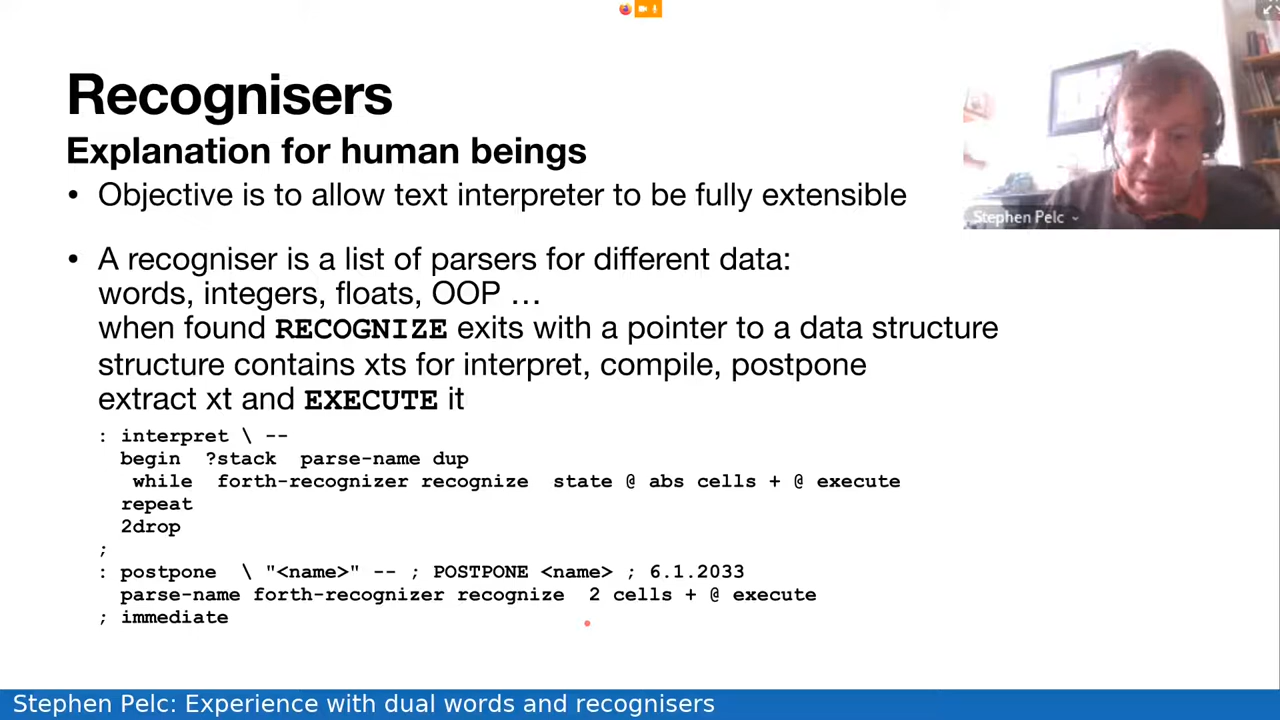 Recognisers
Explanation for human beings
• Objective is to allow text interpreter to be fully extensible
• A recogniser is a list of parsers for different data:
words, integers, floats, OOP …
when found RECOGNIZE exits with a pointer to a data structure
structure contains xts for interpret, compile, postpone
extract xt and EXECUTE it
: interpret \ --
begin ?stack parse-name dup
while forth-recognizer recognize state @ abs cells + @ execute
repeat
2drop
;
: postpone \ "<name>" -- ; POSTPONE <name> ; 6.1.2033
parse-name forth-recognizer recognize 2 cells + @ execute
; immediate
Stephen Pelc
Stephen Pelc: Experience with dual words and recognisers